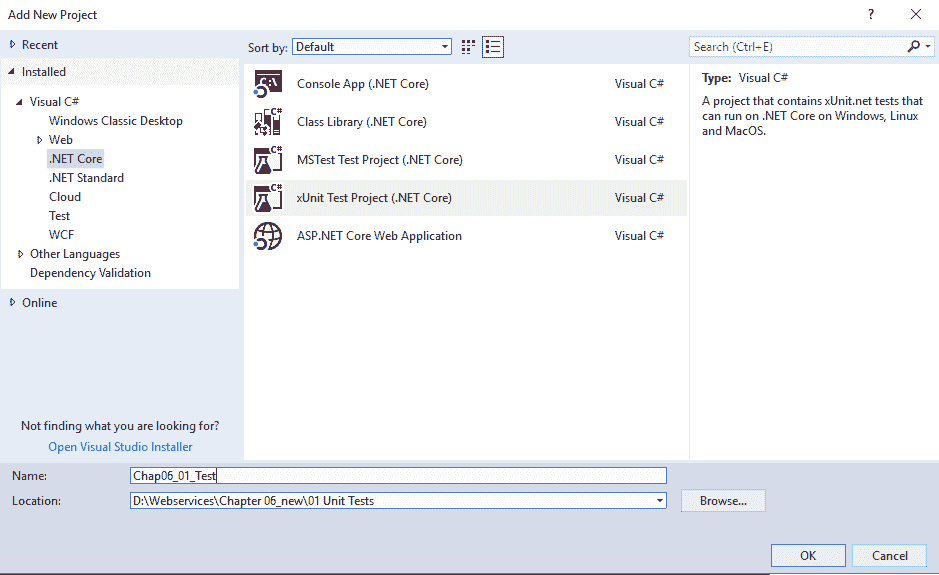 Add New Project
?
Recent
Installed
Visual C#
Windows Classic Desktop
Web
.NET Core
.NET Standard
Cloud
Test
WCF
Other Languages
Dependency Validation
Online
Not finding what you are looking for?
Open Visual Studio Installer
Sort by: Default
Console App (.NET Core) Visual C#
Class Library (.NET Core) Visual C#
MSTest Test Project (.NET Core) Visual C#
xUnit Test Project (.NET Core) Visual C#
ASP.NET Core Web Application Visual C#
Search (Ctrl+E)
Type: Visual C#
A project that contains xUnit.net tests that
can run on .NET Core on Windows, Linux
and MacOS.
Name: Chap06_01_Test
Location: D:\Webservices\Chapter 06_new\01 Unit Tests
Browse...
OK Cancel